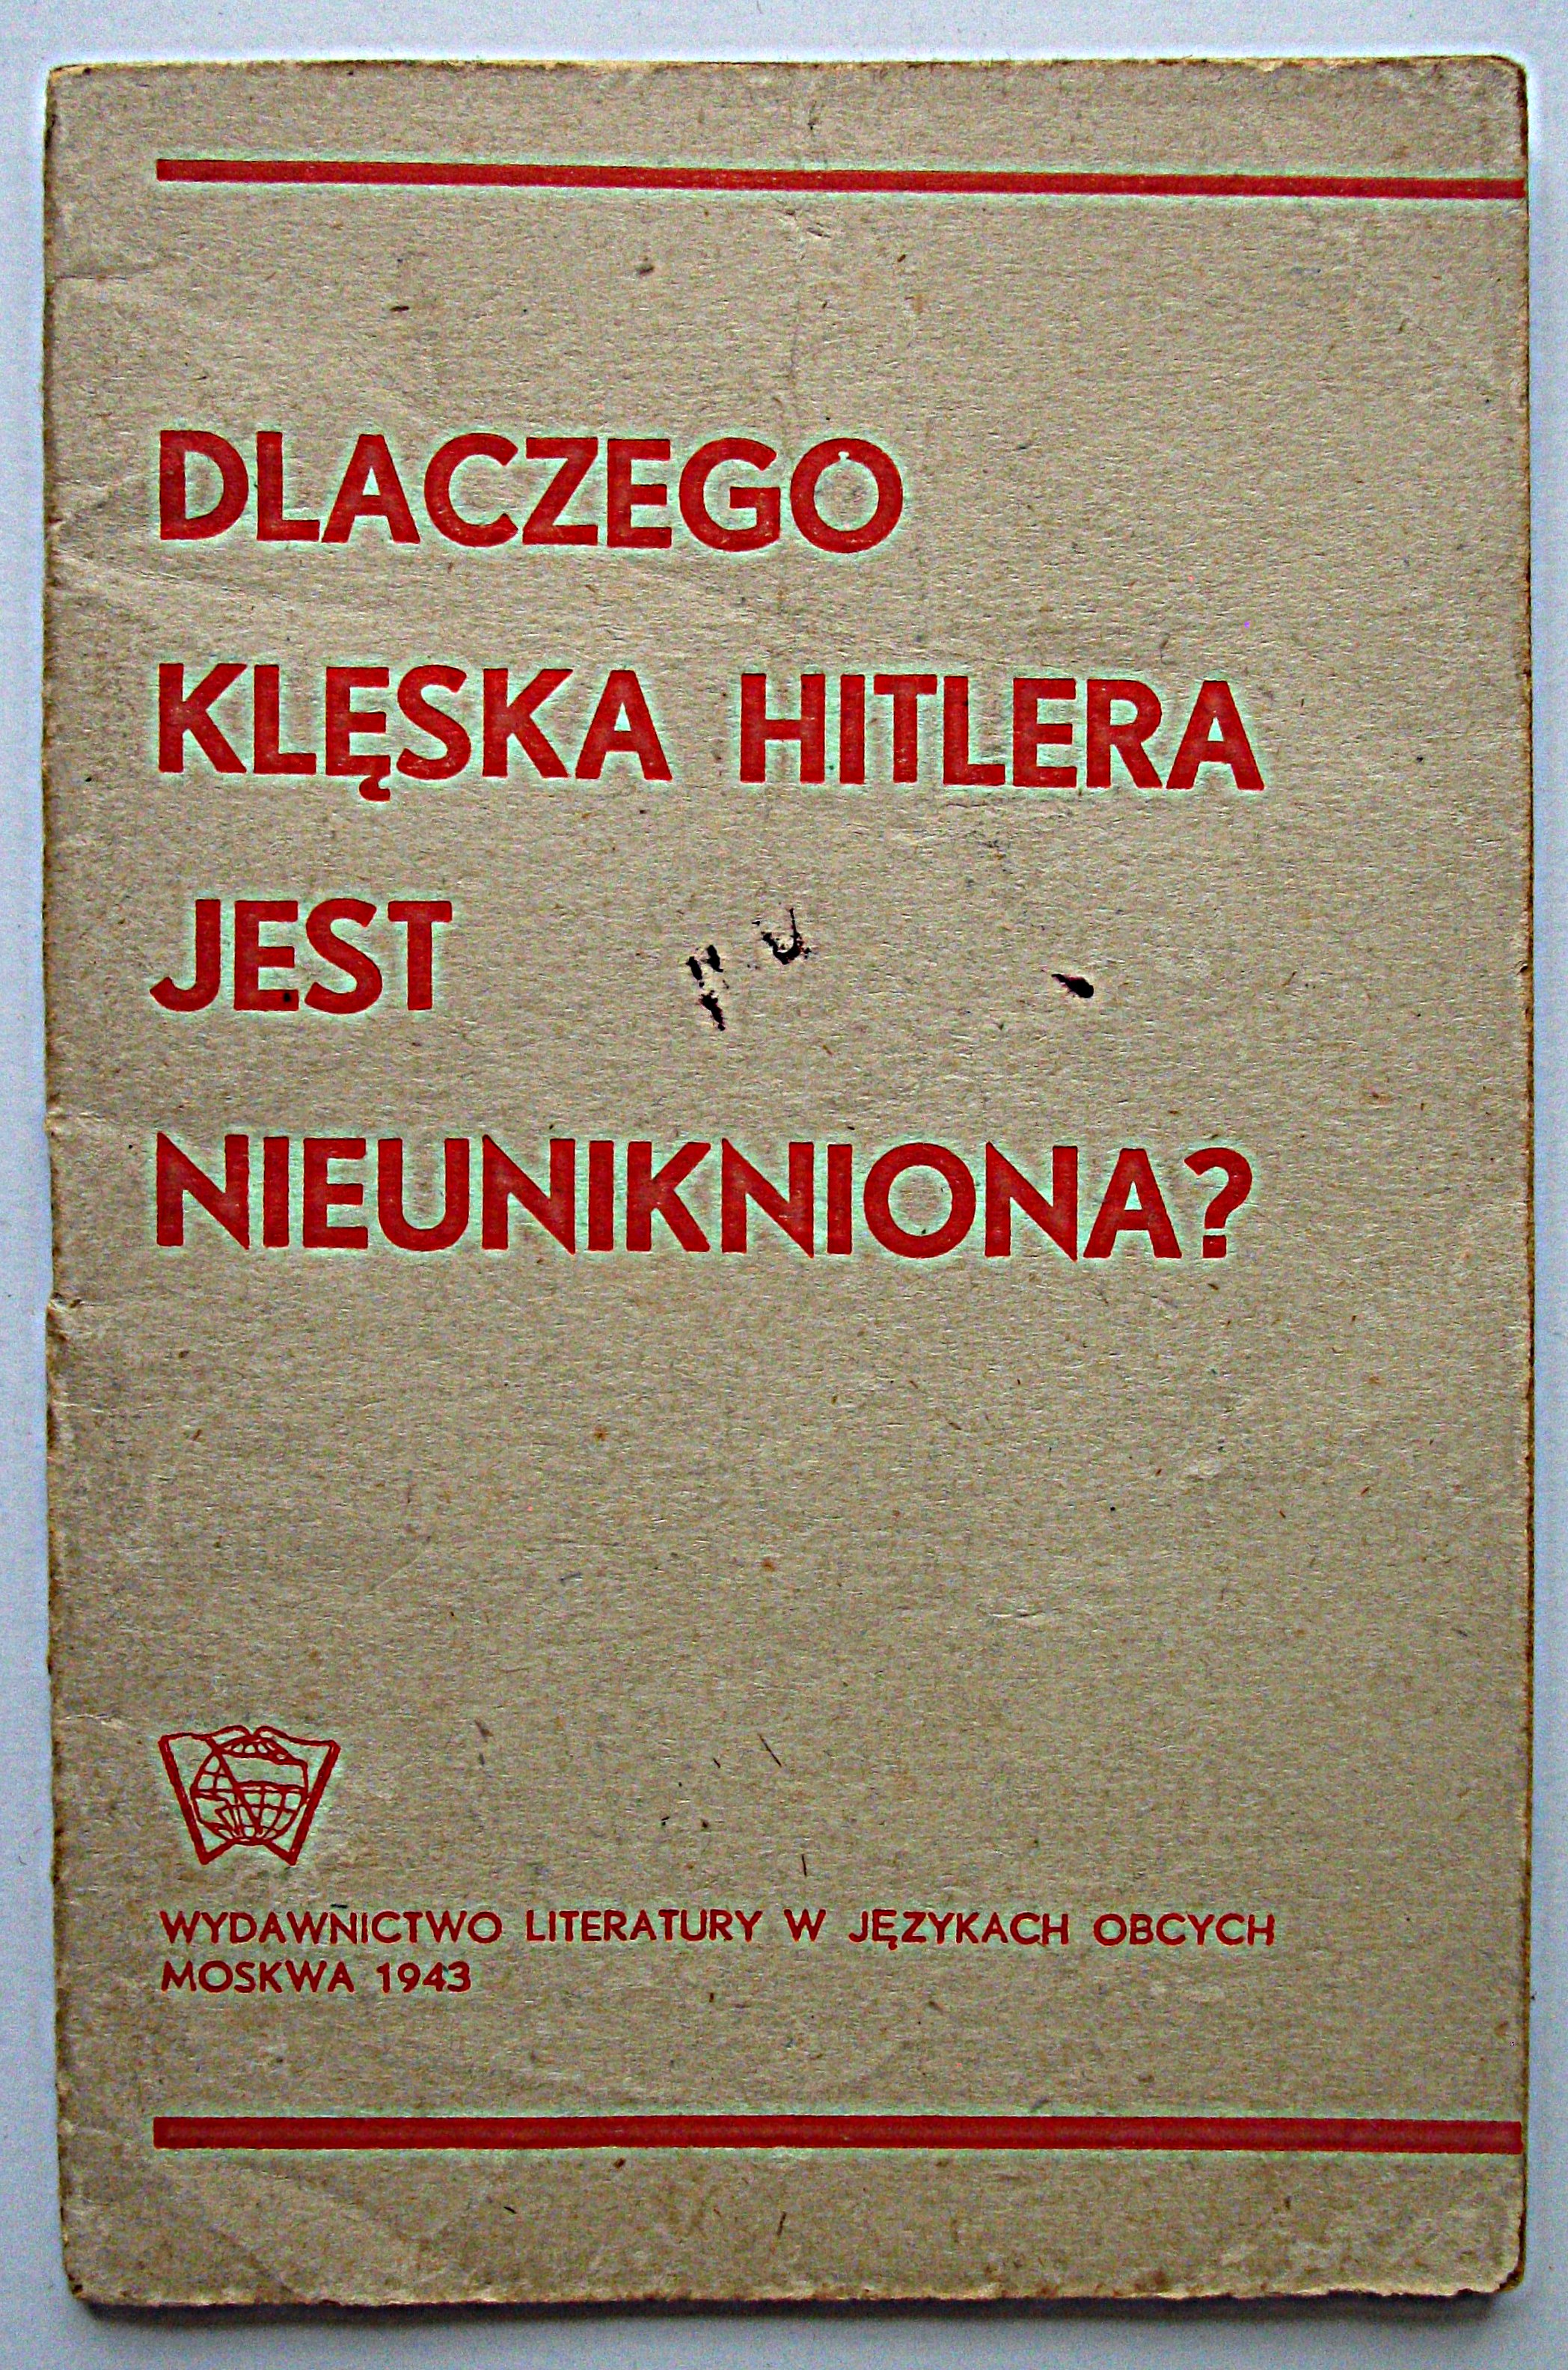 DLACZEGO
KLĘSKA HITLERA
JEST
NIEUNIKNIONA?
WYDAWNICTWO LITERATURY W JĘZYKACH OBCYCH
MOSKWA 1943